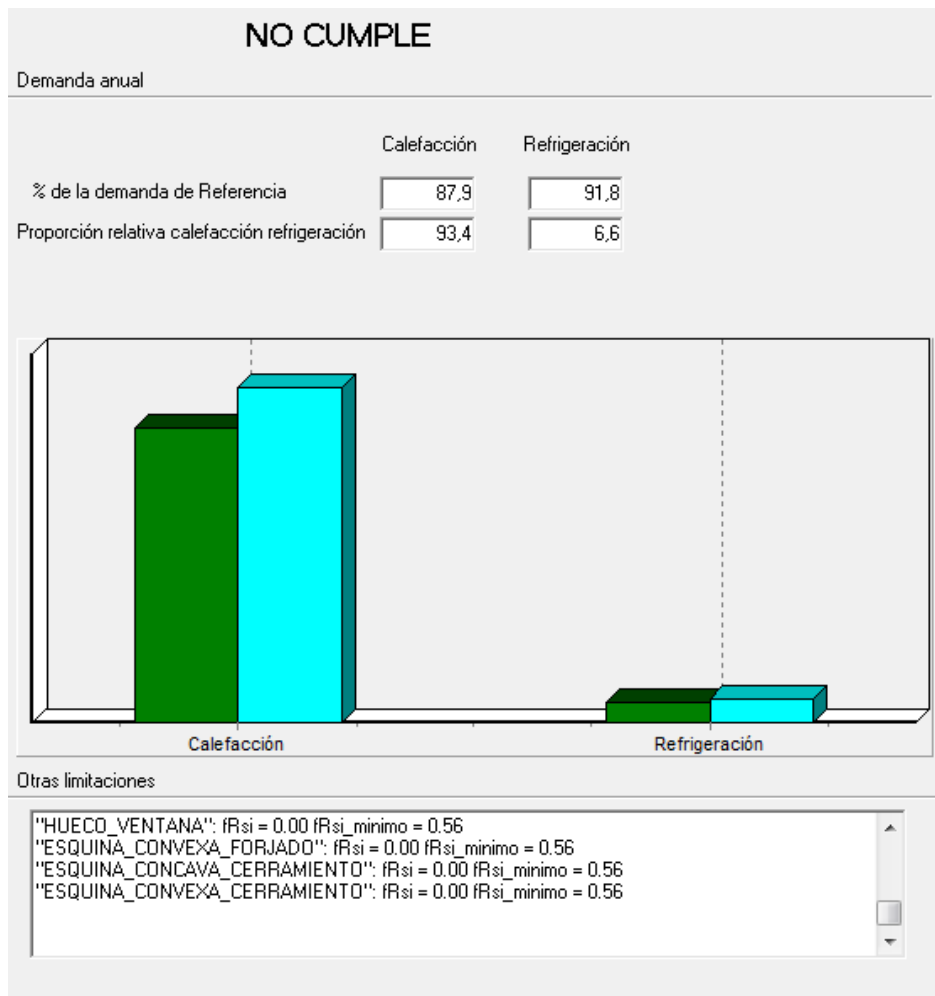 NO CUMPLE
Demanda anual
Calefacción Refrigeración
% de la demanda de Referencia 87,9 91,8
Proporción relativa calefacción refrigeración 93,4 6,6
Calefacción Refrigeración
Otras limitaciones
"HUECO_VENTANA": fRsi = 0.00 fRsi_minimo = 0.56
"ESQUINA_CONVEXA_FORJADO": fRsi = 0.00 fRsi_minimo = 0.56
"ESQUINA_CONCAVA_CERRAMIENTO": fRsi = 0.00 fRsi_minimo = 0.56
"ESQUINA_CONVEXA_CERRAMIENTO": fRsi = 0.00 fRsi_minimo = 0.56